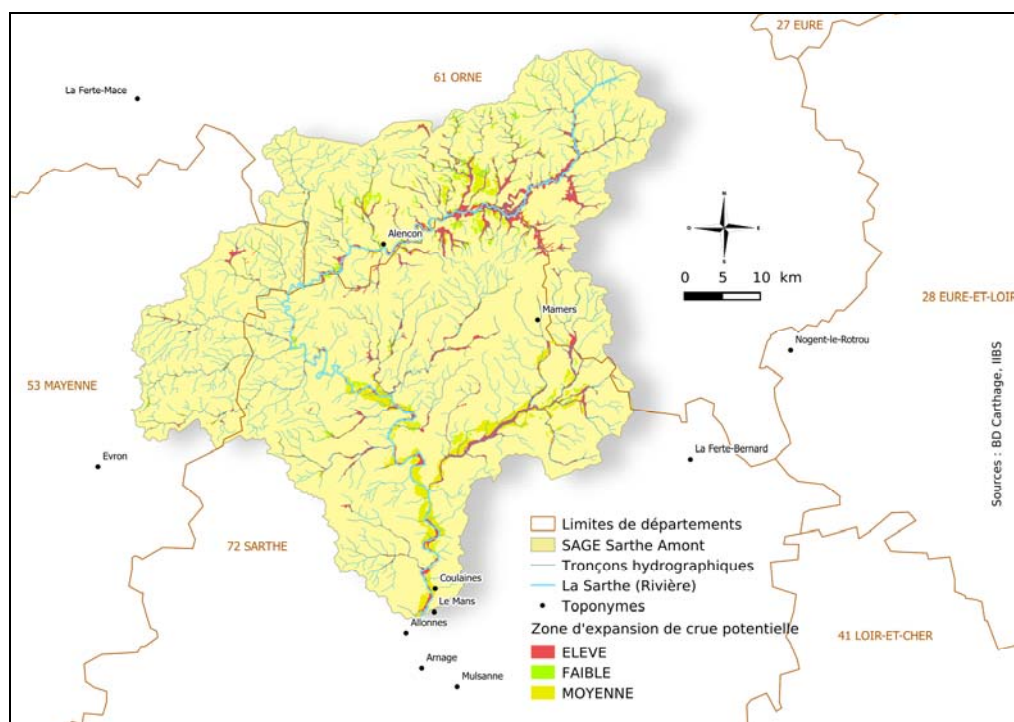 27 EURE
61 ORNE
La Ferte-Mace
Alencon
N
O
E
S
0 5 10 km
Mamers
28 EURE-ET-LOIR
Nogent-le-Rotrou
53 MAYENNE
Evron
La Ferte-Bernard
Sources : BD Carthage, IIBS
72 SARTHE
Coulaines
Le Mans
Allonnes
Arnage
Mulsanne
Limites de départements
SAGE Sarthe Amont
Tronçons hydrographiques
La Sarthe (Rivière)
Toponymes
Zone d'expansion de crue potentielle
ELEVE
FAIBLE
MOYENNE
41 LOIR-ET-CHER